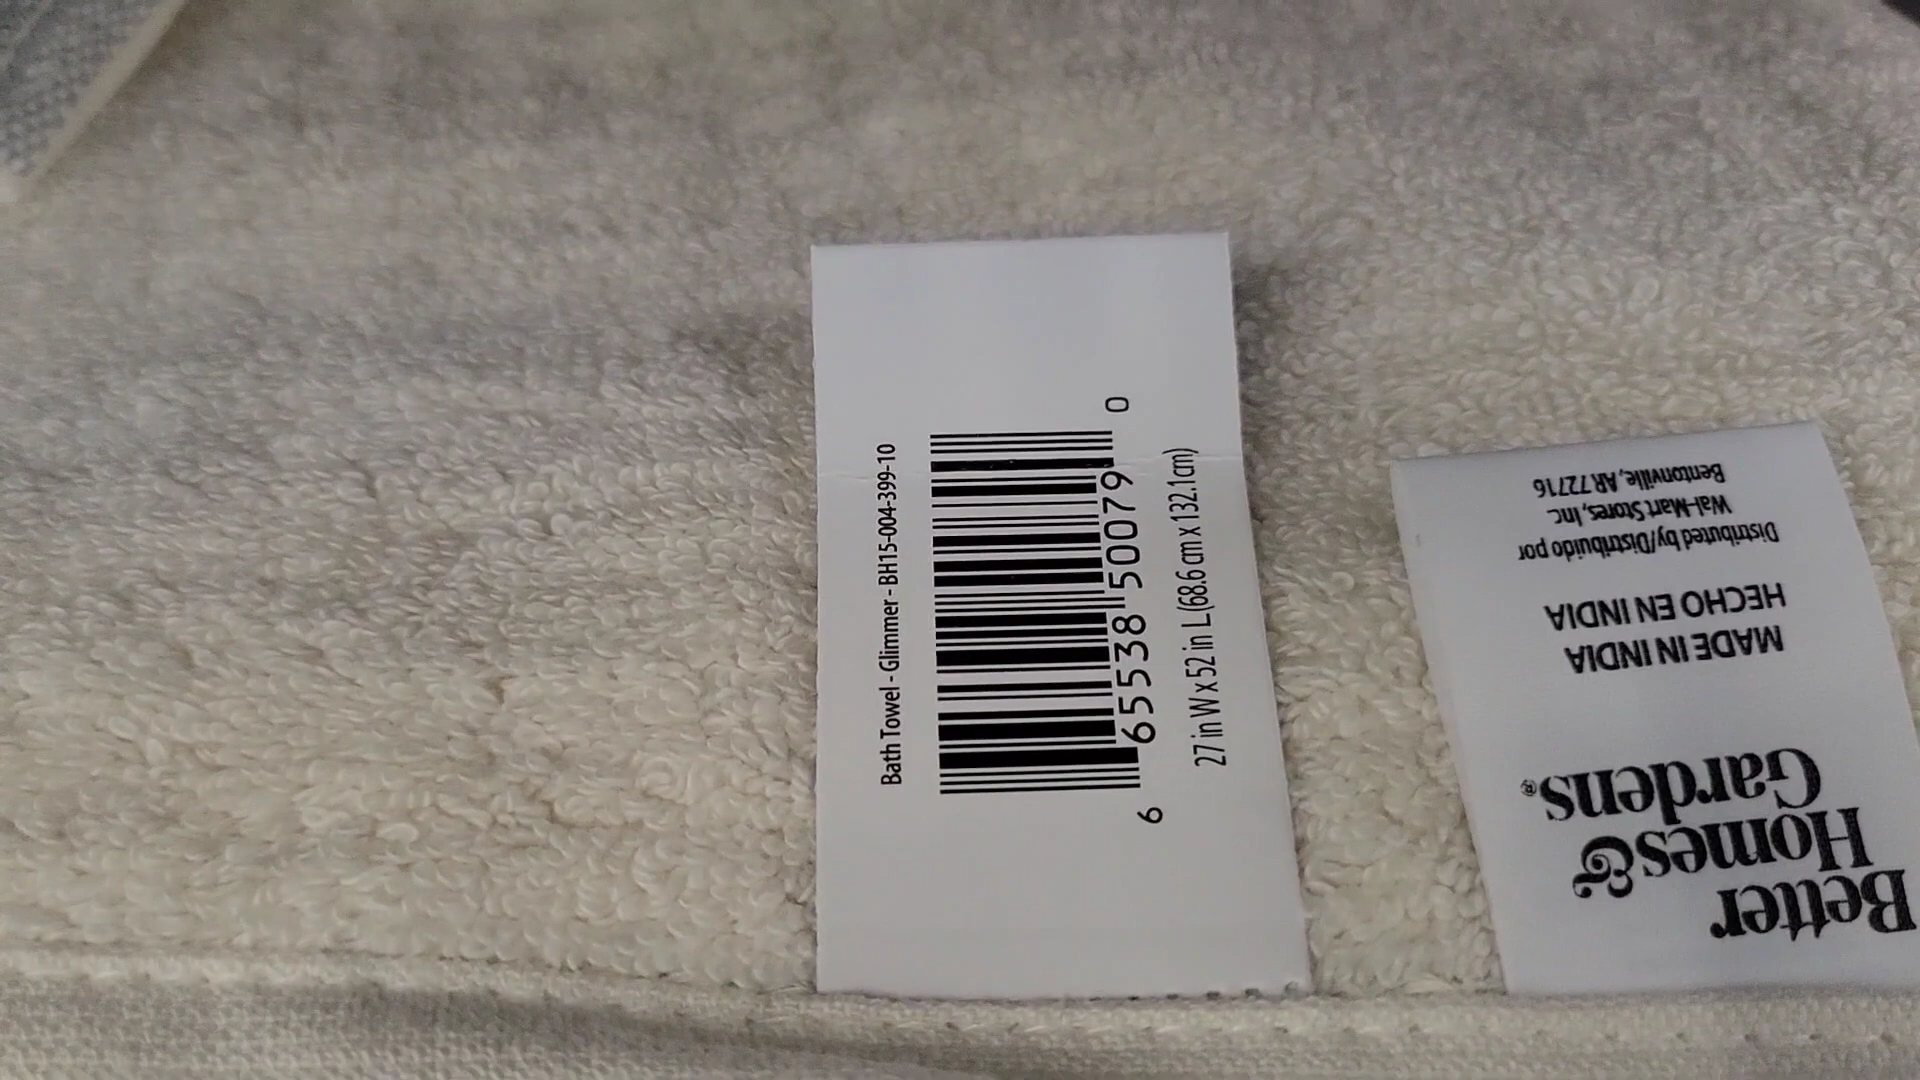 Bath Towel - Glimmer - BH15-004-399-10
6 65538 50079 0
27 in W x 52 in L (68.6 cm x 132.1cm)
Better
Homes&
Gardens®
MADE IN INDIA
HECHO EN INDIA
Distributed by/Distribuido por
Wal-Mart Stores, Inc.
Bentonville, AR 72716